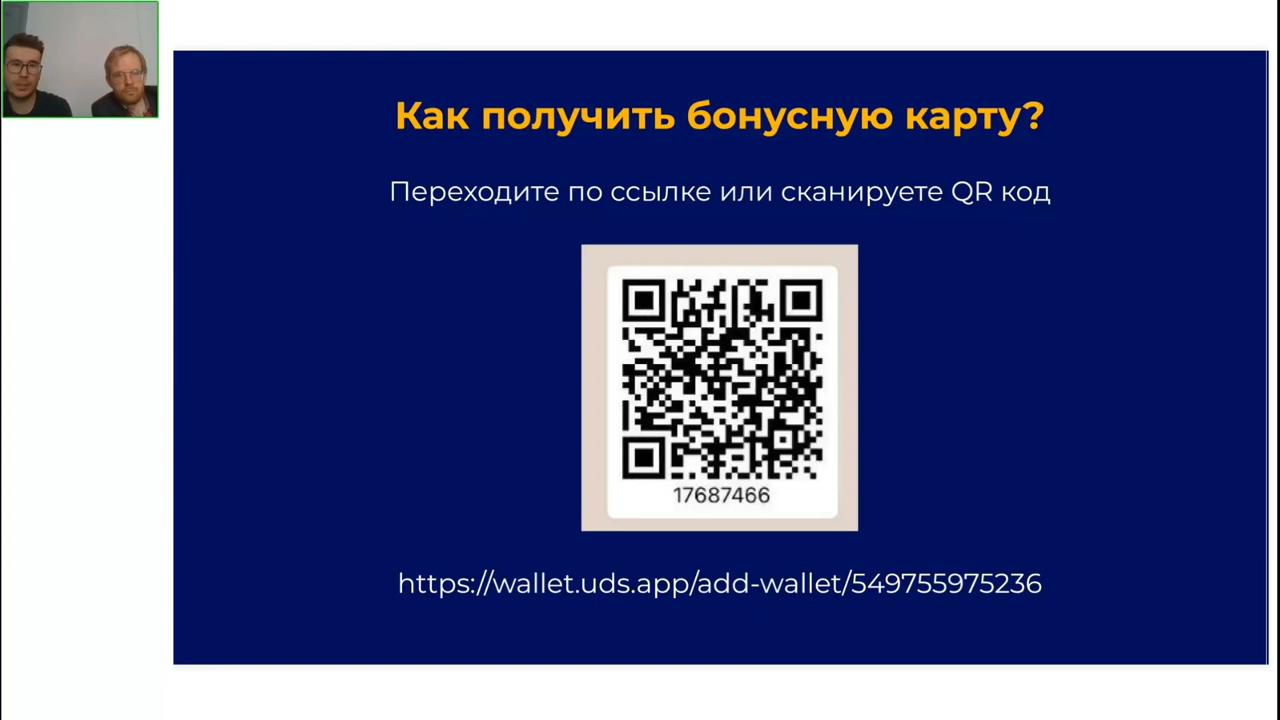 Как получить бонусную карту?
Переходите по ссылке или сканируете QR код
17687466
https://wallet.uds.app/add-wallet/549755975236